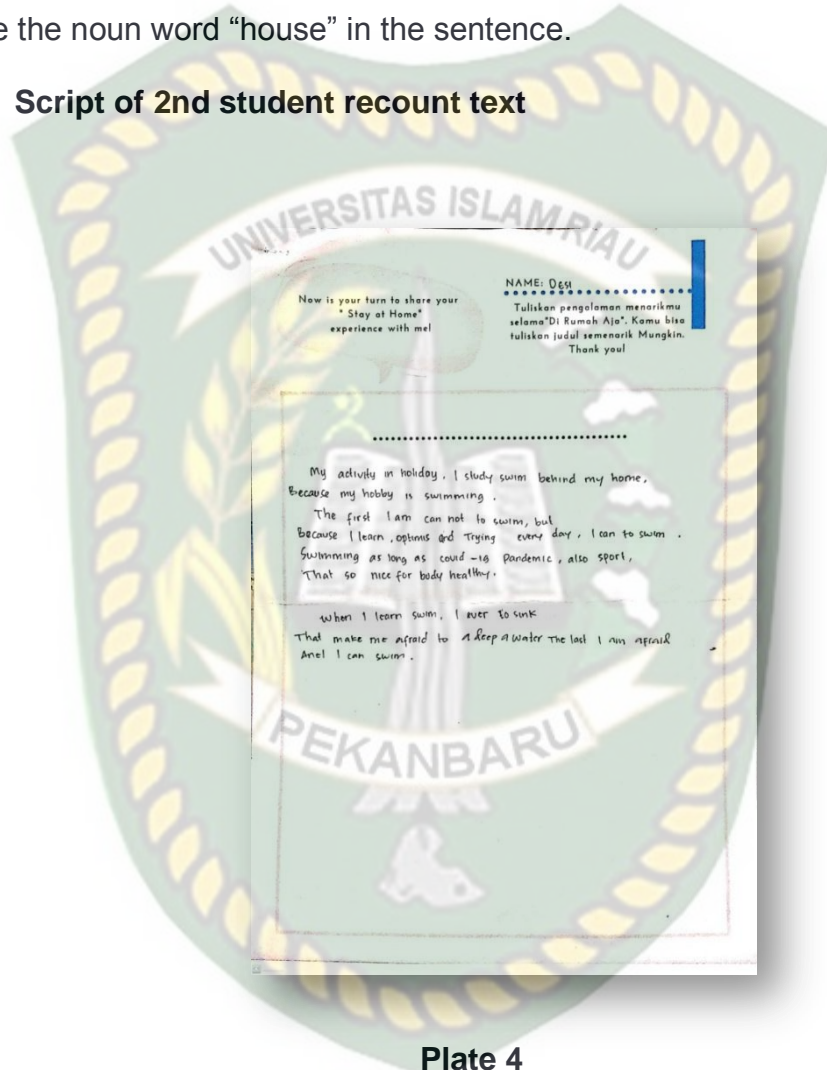 e the noun word “house” in the sentence.
Script of 2nd student recount text
UNIVERSITAS ISLAM RIAU
NAME: Desi
Now is your turn to share your
" Stay at Home"
experience with me!
Tuliskan pengalaman menarikmu
selama"Di Rumah Aja". Kamu bisa
tuliskan judul semenarik Mungkin.
Thank you!
My activity in holiday. I study swim behind my home,
Because my hobby is swimming.
The first I am can not to swim, but
Because I learn, optimis and Trying every day, I can to swim.
Swimming as long as covid-19 Pandemic, also sport,
That so nice for body healthy.
When I learn swim, I ever to sink
That make me afraid to a deep a water The last I am afraid
And I can swim.
PEKANBARU
Plate 4